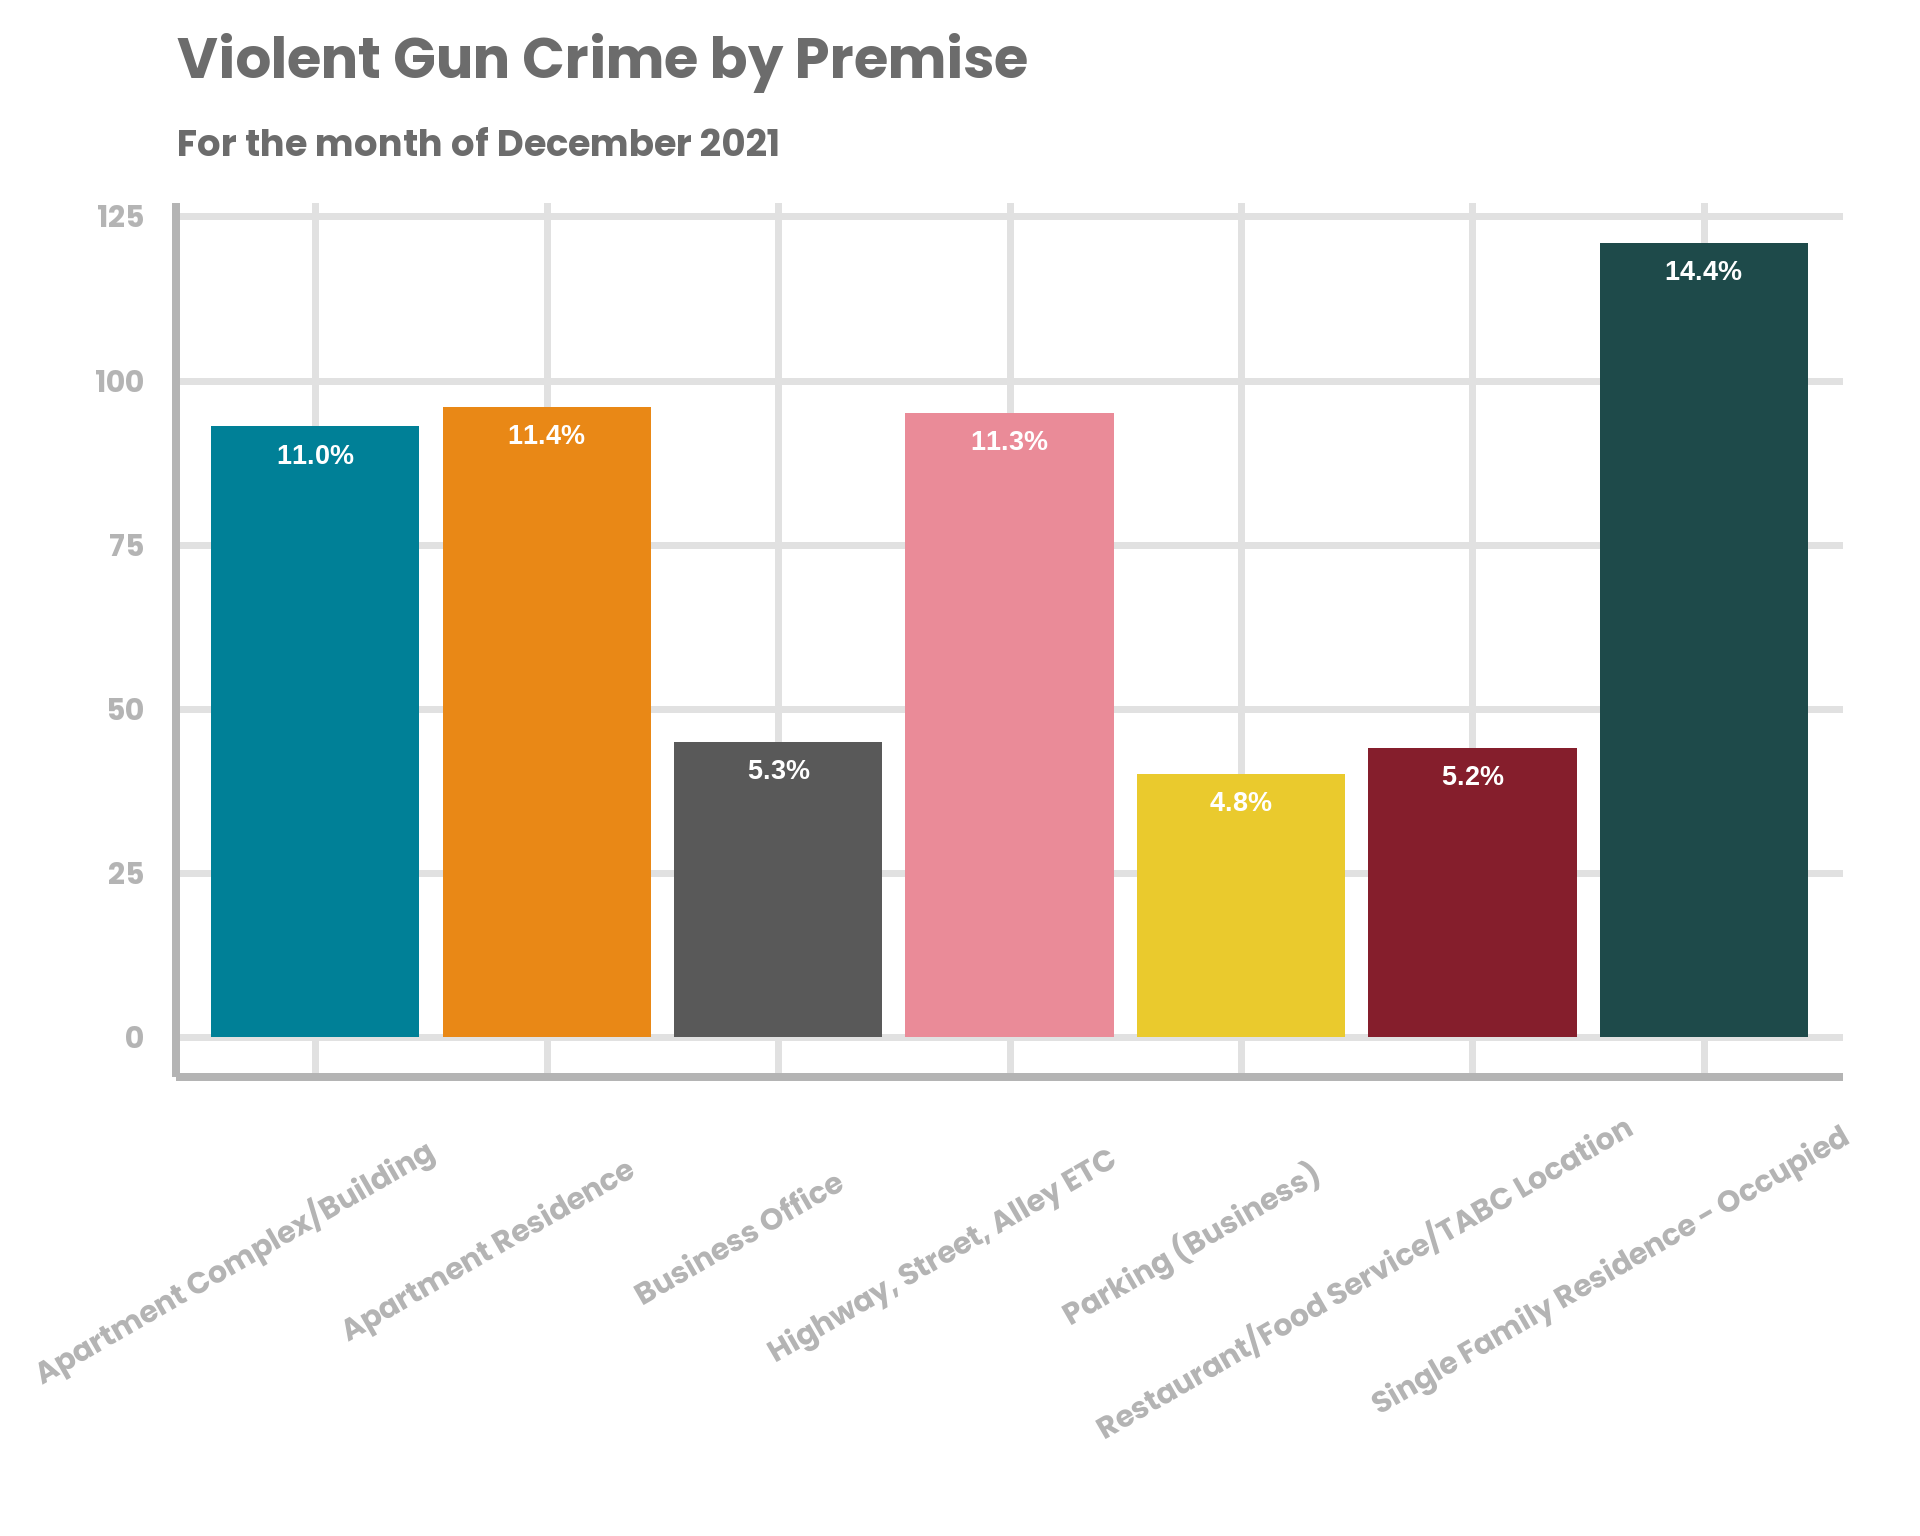 Violent Gun Crime by Premise
For the month of December 2021
125
100
75
50
25
0
11.0%
11.4%
5.3%
11.3%
4.8%
5.2%
14.4%
Apartment Complex/Building
Apartment Residence
Business Office
Highway, Street, Alley ETC
Parking (Business)
Restaurant/Food Service/TABC Location
Single Family Residence - Occupied